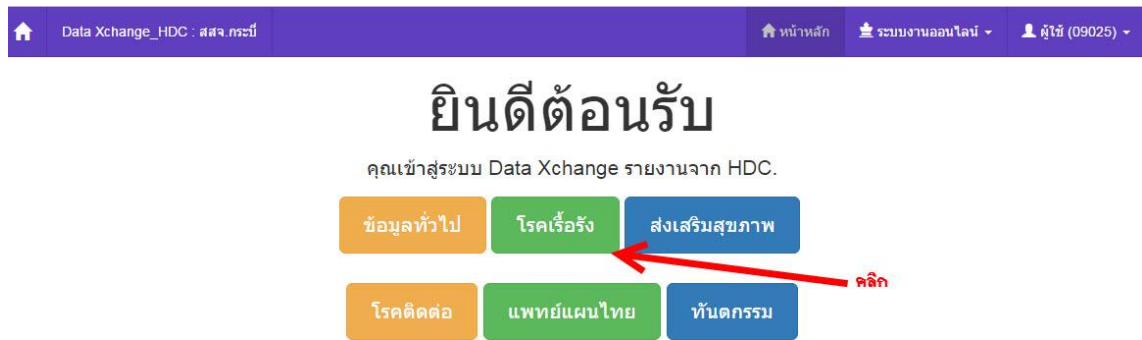 Data Xchange_HDC : สสจ.กระบี่ หน้าหลัก ระบบงานออนไลน์ ผู้ใช้ (09025)
ยินดีต้อนรับ
คุณเข้าสู่ระบบ Data Xchange รายงานจาก HDC.
ข้อมูลทั่วไป โรคเรื้อรัง ส่งเสริมสุขภาพ
คลิก
โรคติดต่อ แพทย์แผนไทย ทันตกรรม